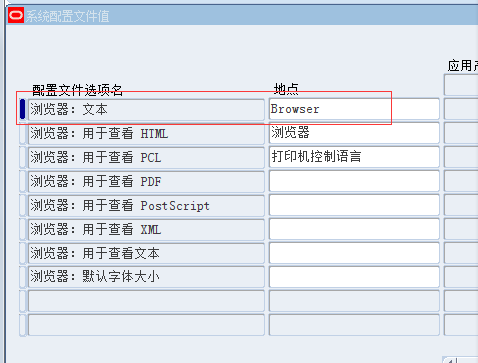 系统配置文件值
应用产
配置文件选项名 地点
浏览器: 文本 Browser
浏览器: 用于查看 HTML 浏览器
浏览器: 用于查看 PCL 打印机控制语言
浏览器: 用于查看 PDF
浏览器: 用于查看 PostScript
浏览器: 用于查看 XML
浏览器: 用于查看文本
浏览器: 默认字体大小